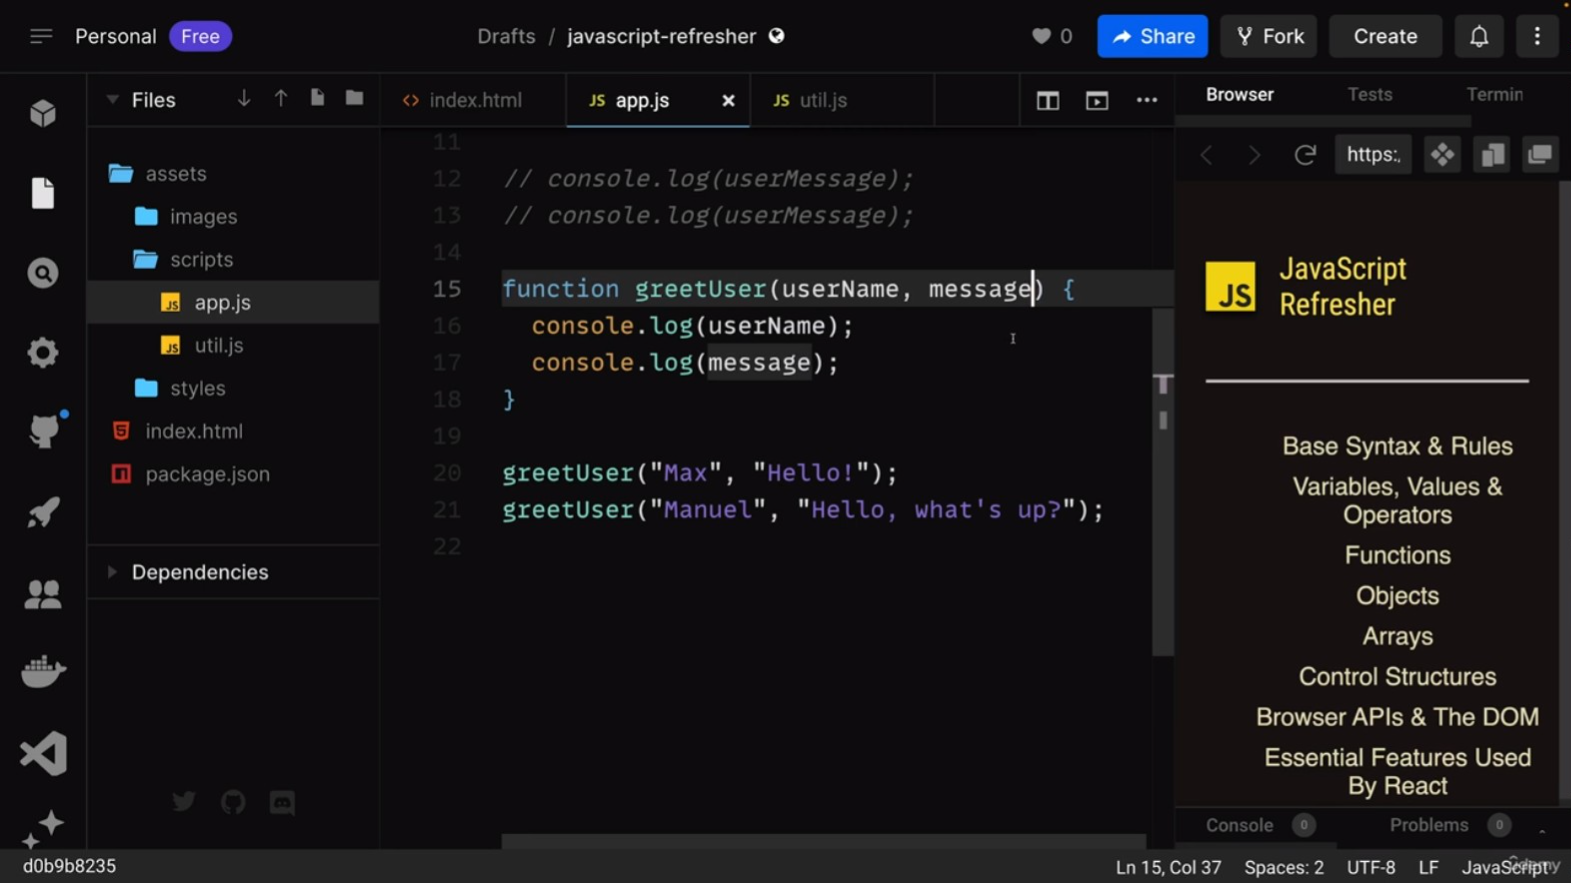 Personal Free
Drafts / javascript-refresher
0
Share
Fork
Create
Files
index.html
JS app.js
JS util.js
Browser
Tests
Termin
https:
assets
images
scripts
JS app.js
JS util.js
styles
index.html
package.json
Dependencies
11
12 // console.log(userMessage);
13 // console.log(userMessage);
14
15 function greetUser(userName, message) {
16 console.log(userName);
17 console.log(message);
18 }
19
20 greetUser("Max", "Hello!");
21 greetUser("Manuel", "Hello, what's up?");
22
JS
JavaScript
Refresher
Base Syntax & Rules
Variables, Values &
Operators
Functions
Objects
Arrays
Control Structures
Browser APIs & The DOM
Essential Features Used
By React
Console 0
Problems 0
d0b9b8235
Ln 15, Col 37
Spaces: 2
UTF-8
LF
JavaScript
Udemy